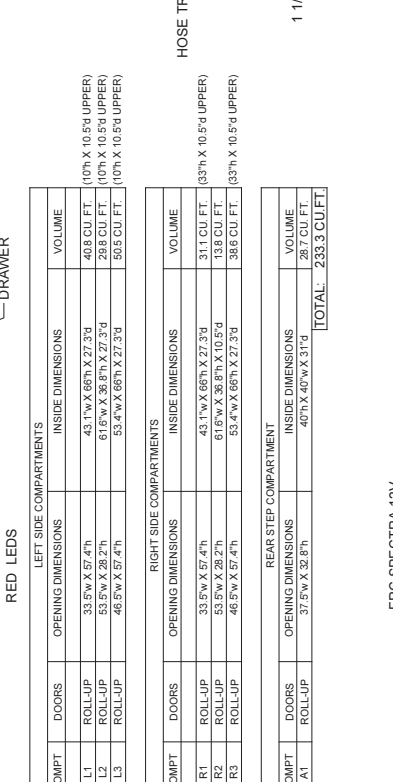 DRAWER
RED LEDS
LEFT SIDE COMPARTMENTS
OMPT DOORS OPENING DIMENSIONS INSIDE DIMENSIONS VOLUME
L1 ROLL-UP 33.5"w X 57.4"h 43.1"w X 66"h X 27.3"d 40.8 CU. FT. (10"h X 10.5"d UPPER)
L2 ROLL-UP 53.5"w X 28.2"h 61.6"w X 36.8"h X 27.3"d 29.8 CU. FT. (10"h X 10.5"d UPPER)
L3 ROLL-UP 46.5"w X 57.4"h 53.4"w X 66"h X 27.3"d 50.5 CU. FT. (10"h X 10.5"d UPPER)
HOSE TR
RIGHT SIDE COMPARTMENTS
OMPT DOORS OPENING DIMENSIONS INSIDE DIMENSIONS VOLUME
R1 ROLL-UP 33.5"w X 57.4"h 43.1"w X 66"h X 27.3"d 31.1 CU. FT. (33"h X 10.5"d UPPER)
R2 ROLL-UP 53.5"w X 28.2"h 61.6"w X 36.8"h X 10.5"d 13.8 CU. FT.
R3 ROLL-UP 46.5"w X 57.4"h 53.4"w X 66"h X 27.3"d 38.6 CU. FT. (33"h X 10.5"d UPPER)
REAR STEP COMPARTMENT
OMPT DOORS OPENING DIMENSIONS INSIDE DIMENSIONS VOLUME
A1 ROLL-UP 37.5"w X 32.8"h 40"h X 40"w X 31"d 28.7 CU. FT.
TOTAL: 233.3 CU.FT.
1 1/